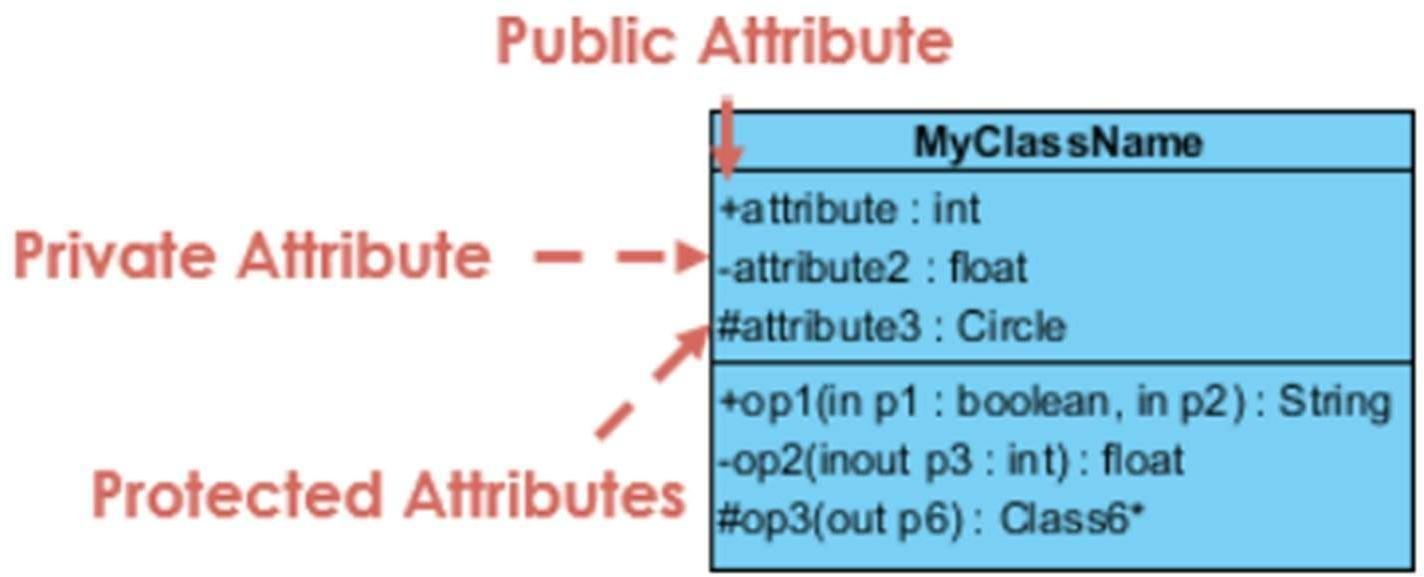 Public Attribute
MyClassName
+attribute : int
Private Attribute
-attribute2 : float
#attribute3 : Circle
+op1(in p1 : boolean, in p2) : String
-op2(inout p3 : int) : float
Protected Attributes
#op3(out p6) : Class6*